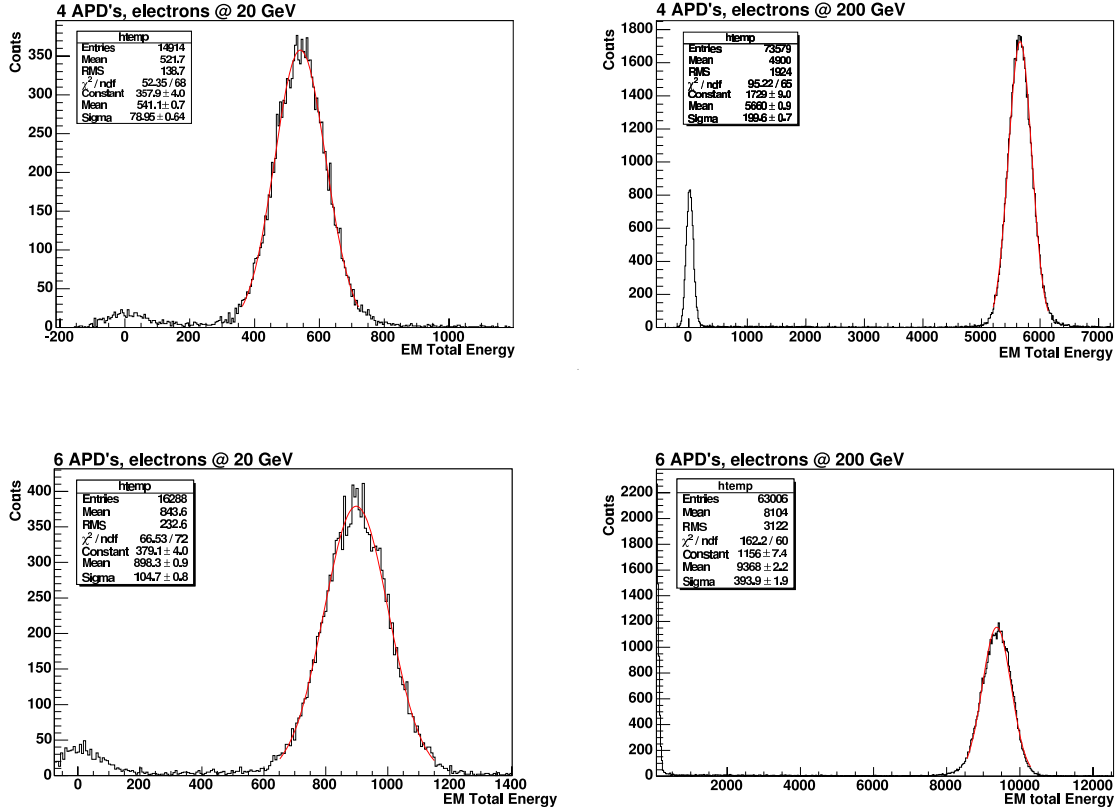 4 APD's, electrons @ 20 GeV
Counts
htemp
Entries 14914
Mean 521.7
RMS 138.7
χ² / ndf 52.35 / 68
Constant 357.9 ± 4.0
Mean 541.1 ± 0.7
Sigma 78.95 ± 0.64
350
300
250
200
150
100
50
0
-200 0 200 400 600 800 1000
EM Total Energy
4 APD's, electrons @ 200 GeV
Counts
htemp
Entries 73579
Mean 4900
RMS 1924
χ² / ndf 95.22 / 65
Constant 1729 ± 9.0
Mean 5660 ± 0.9
Sigma 199.6 ± 0.7
1800
1600
1400
1200
1000
800
600
400
200
0
0 1000 2000 3000 4000 5000 6000 7000
EM Total Energy
6 APD's, electrons @ 20 GeV
Counts
htemp
Entries 16288
Mean 843.6
RMS 232.6
χ² / ndf 66.53 / 72
Constant 379.1 ± 4.0
Mean 898.3 ± 0.9
Sigma 104.7 ± 0.8
400
350
300
250
200
150
100
50
0
0 200 400 600 800 1000 1200 1400
EM Total Energy
6 APD's, electrons @ 200 GeV
Counts
htemp
Entries 63006
Mean 8104
RMS 3122
χ² / ndf 162.2 / 60
Constant 1156 ± 7.4
Mean 9368 ± 2.2
Sigma 393.9 ± 1.9
2200
2000
1800
1600
1400
1200
1000
800
600
400
200
0
2000 4000 6000 8000 10000 12000
EM total Energy